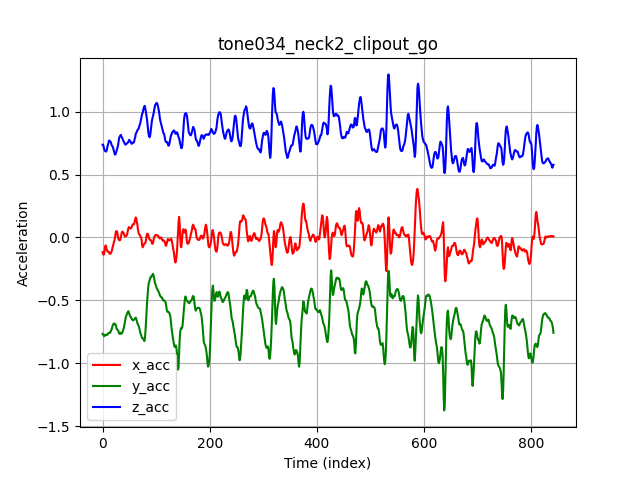 tone034_neck2_clipout_go
Acceleration
1.0
0.5
0.0
−0.5
−1.0
−1.5
x_acc
y_acc
z_acc
0 200 400 600 800
Time (index)